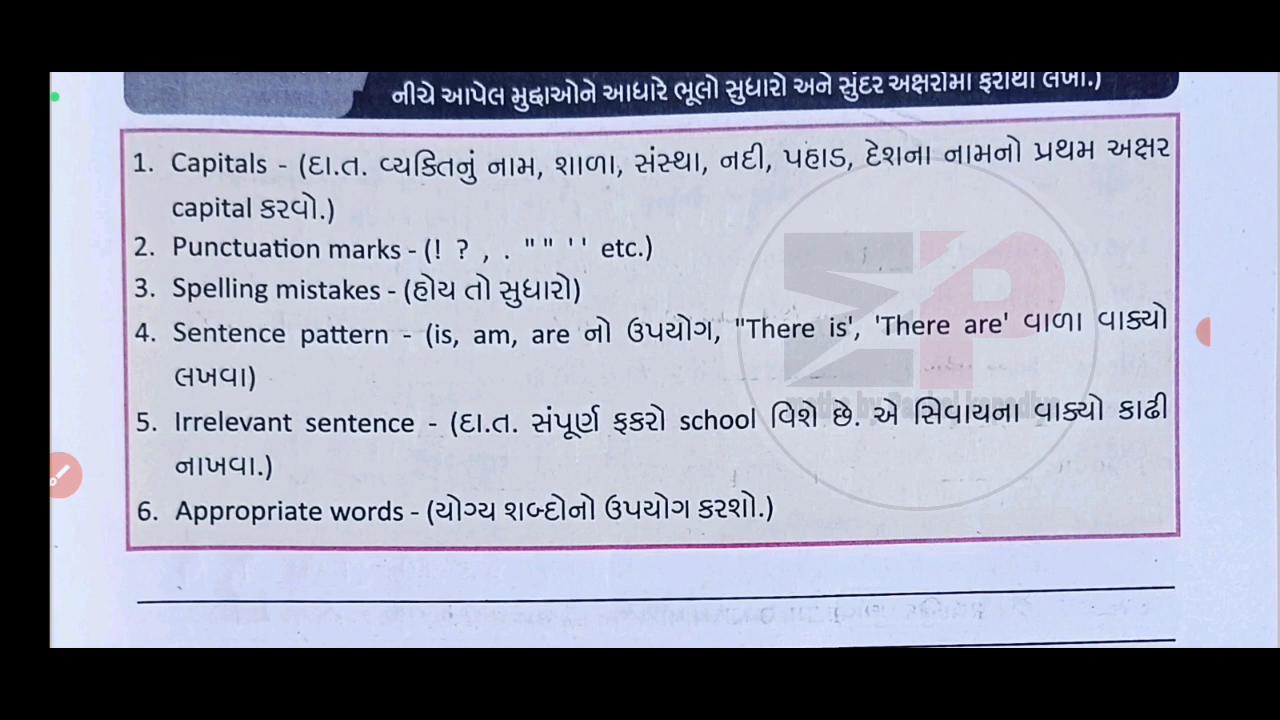 નીચે આપેલ મુદ્દાઓને આધારે ભૂલો સુધારો અને સુંદર અક્ષરોમાં ફરીથી લખો.)
1. Capitals - (દા.ત. વ્યક્તિનું નામ, શાળા, સંસ્થા, નદી, પહાડ, દેશના નામનો પ્રથમ અક્ષર
capital કરવો.)
2. Punctuation marks - (! ? , . " " ' ' etc.)
3. Spelling mistakes - (હોય તો સુધારો)
4. Sentence pattern - (is, am, are નો ઉપયોગ, "There is', 'There are' વાળા વાક્યો
લખવા)
5. Irrelevant sentence - (દા.ત. સંપૂર્ણ ફકરો school વિશે છે. એ સિવાયના વાક્યો કાઢી
નાખવા.)
6. Appropriate words - (યોગ્ય શબ્દોનો ઉપયોગ કરશો.)